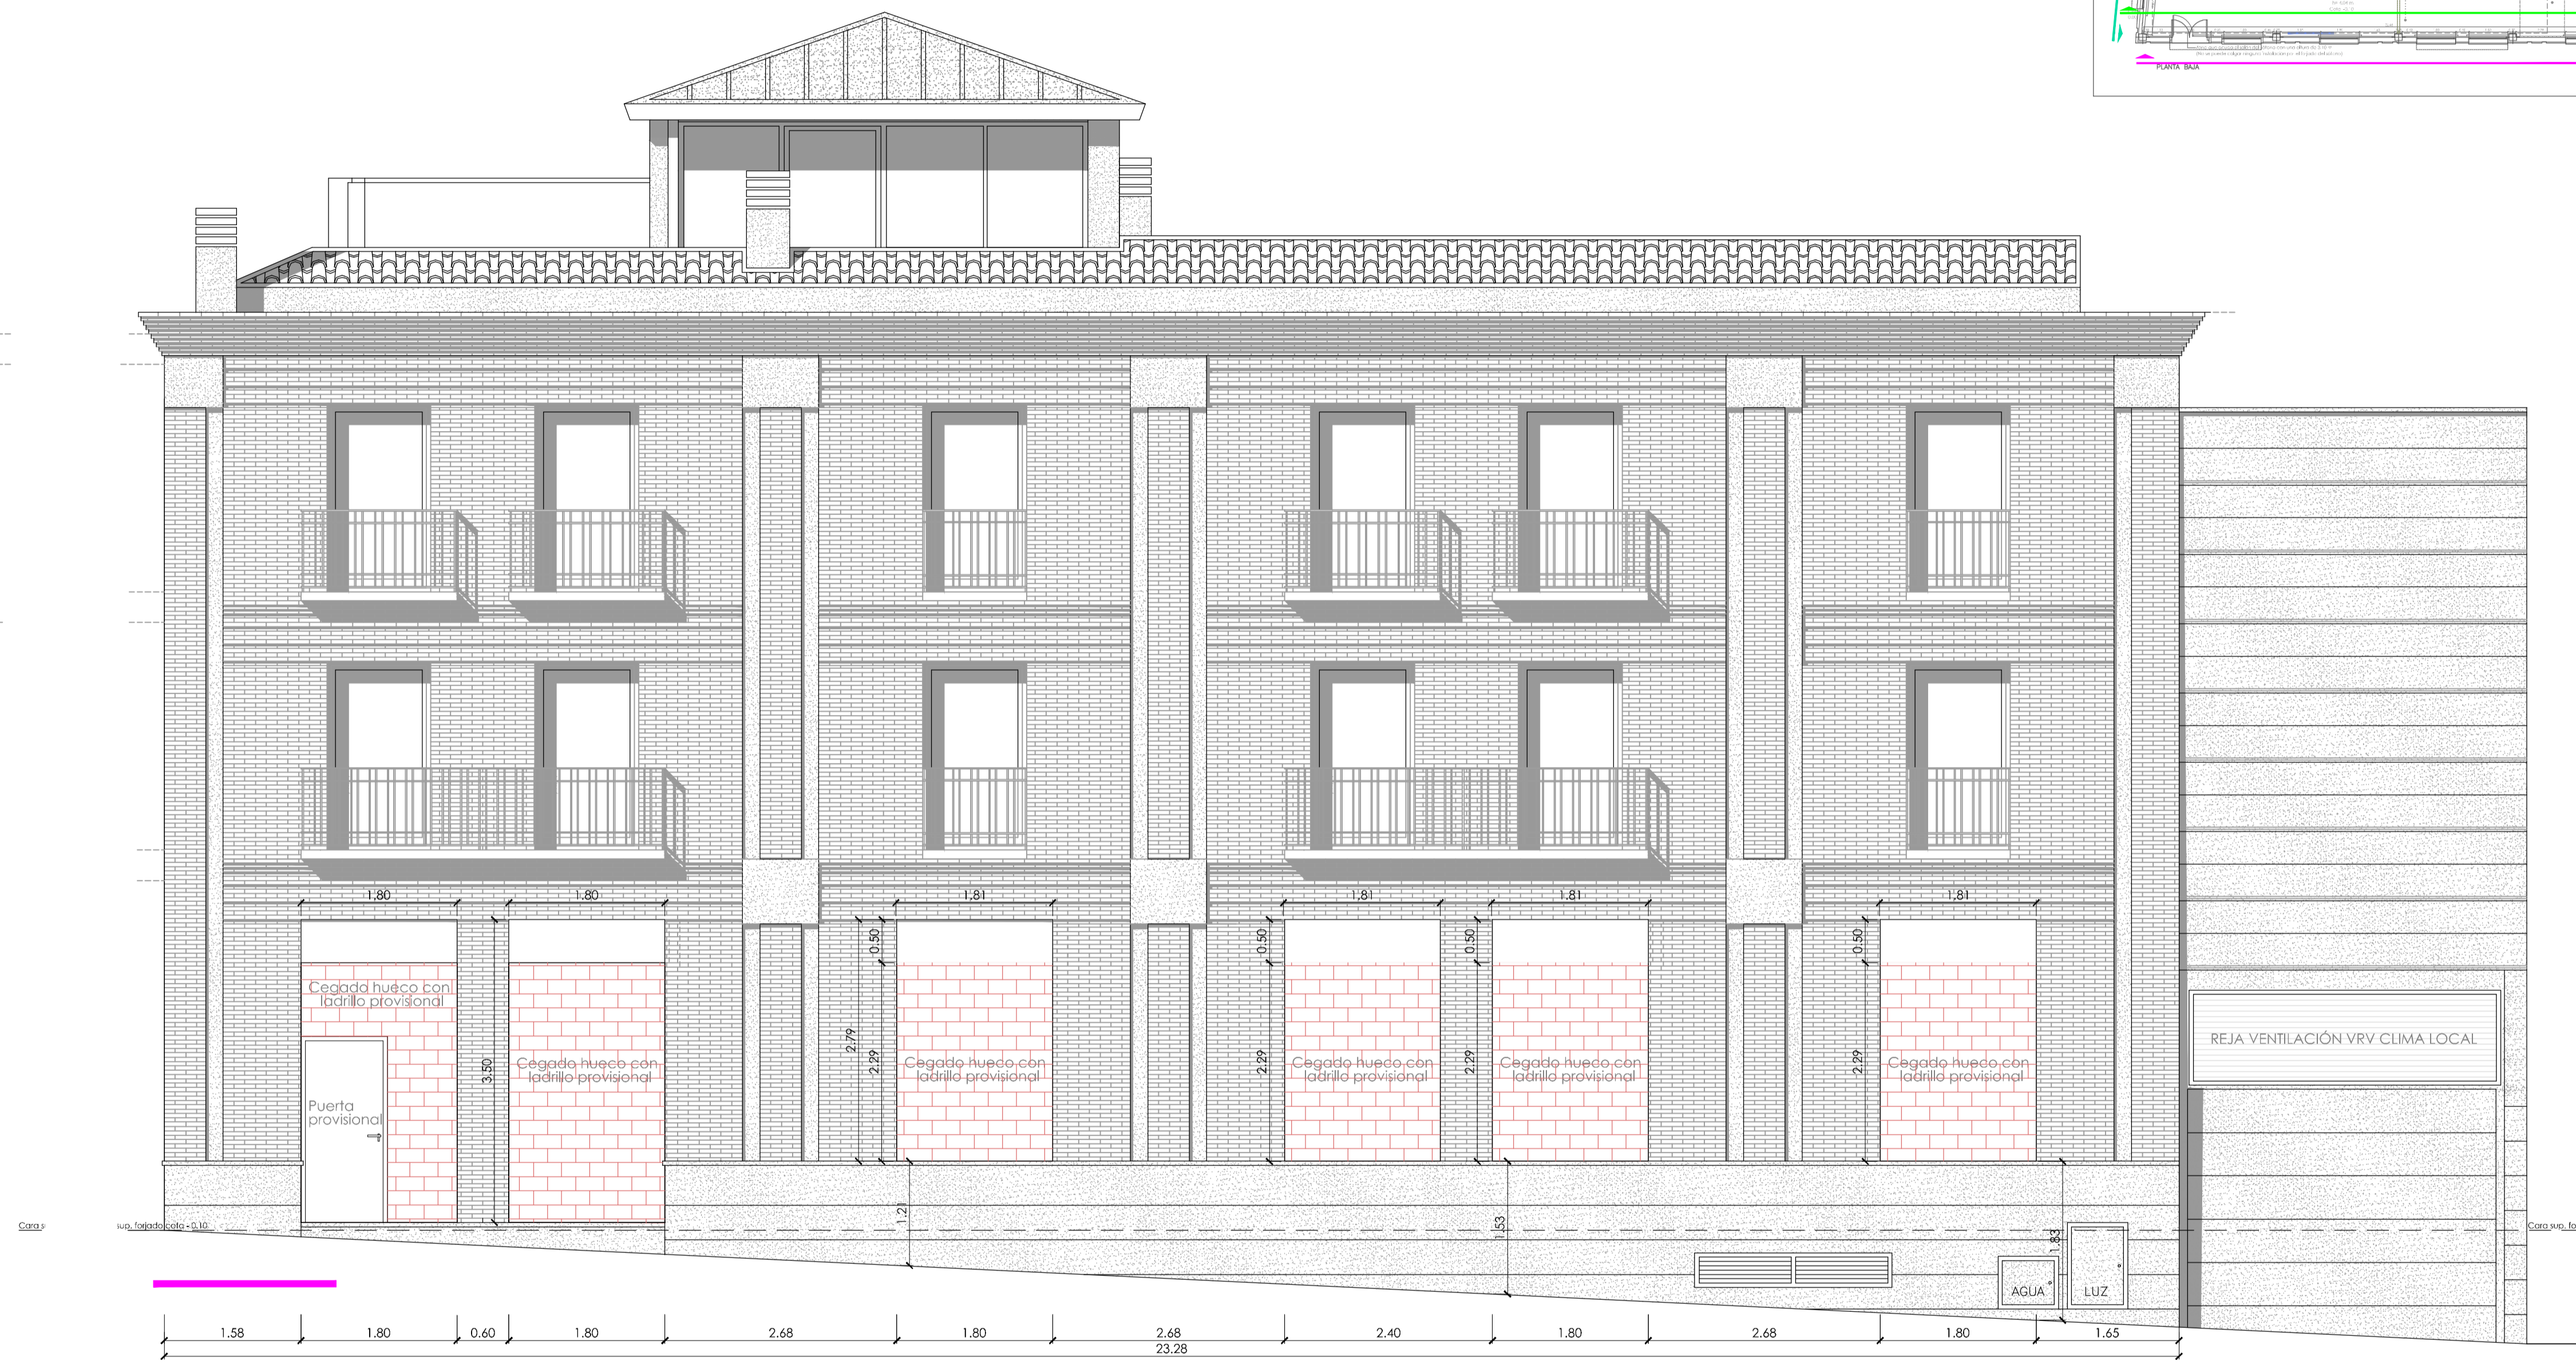 PLANTA BAJA
1.80
1.80
1.81
1.81
1.81
1.81
0.50
0.50
0.50
0.50
Cegado hueco con
ladrillo provisional
Puerta
provisional
3.50
Cegado hueco con
ladrillo provisional
2.79
2.29
Cegado hueco con
ladrillo provisional
2.29
Cegado hueco con
ladrillo provisional
2.29
Cegado hueco con
ladrillo provisional
2.29
Cegado hueco con
ladrillo provisional
REJA VENTILACIÓN VRV CLIMA LOCAL
Cara s
sup. forjado cota - 0.10
1.21
1.53
1.83
Cara sup. fo
AGUA
LUZ
1.58
1.80
0.60
1.80
2.68
1.80
2.68
2.40
1.80
2.68
1.80
1.65
23.28